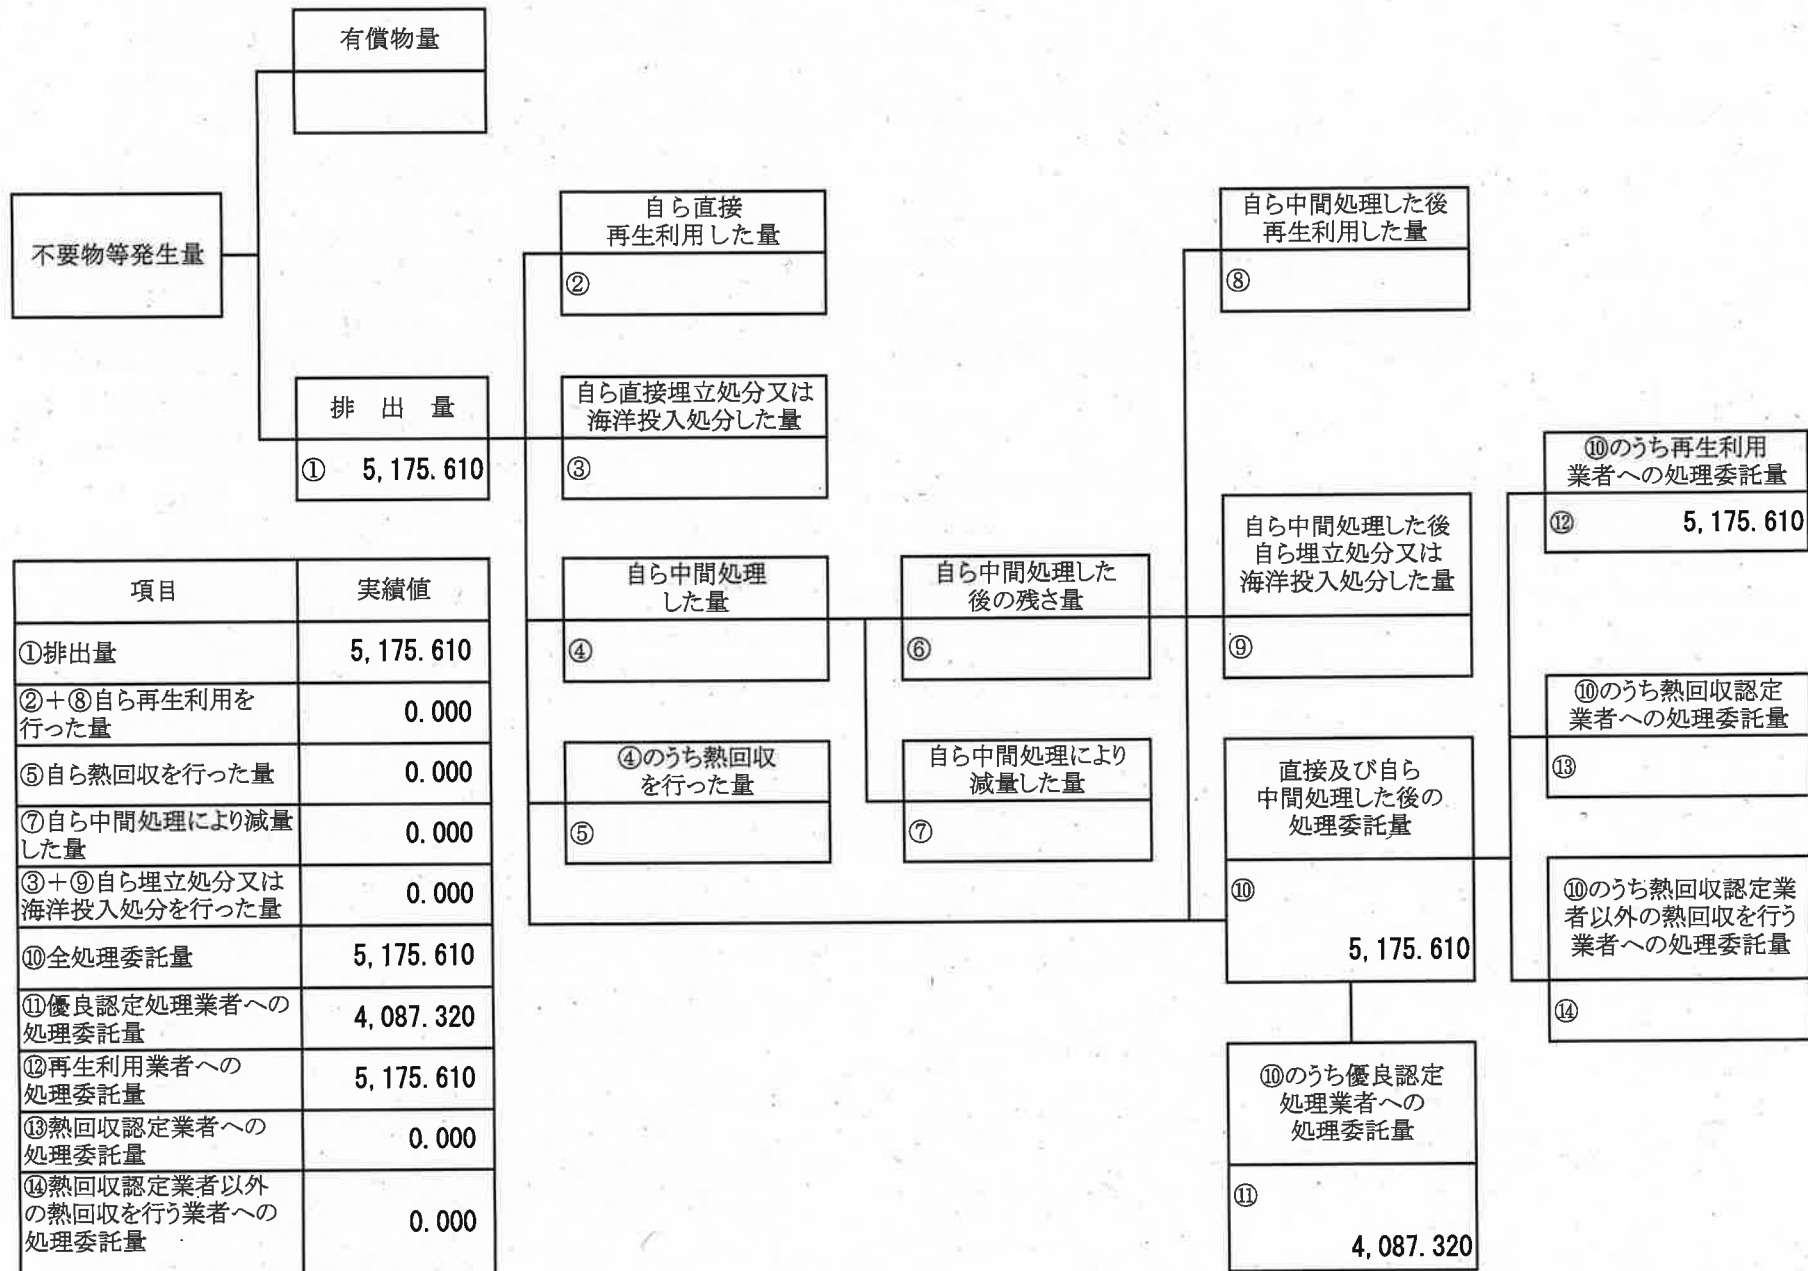 有償物量
不要物等発生量
排 出 量
① 5,175.610
自ら直接
再生利用した量
②
自ら直接埋立処分又は
海洋投入処分した量
③
自ら中間処理
した量
④
④のうち熱回収
を行った量
⑤
自ら中間処理した
後の残さ量
⑥
自ら中間処理により
減量した量
⑦
自ら中間処理した後
再生利用した量
⑧
自ら中間処理した後
自ら埋立処分又は
海洋投入処分した量
⑨
直接及び自ら
中間処理した後の
処理委託量
⑩
5,175.610
⑩のうち優良認定
処理業者への
処理委託量
⑪
4,087.320
⑩のうち再生利用
業者への処理委託量
⑫ 5,175.610
⑩のうち熱回収認定
業者への処理委託量
⑬
⑩のうち熱回収認定業
者以外の熱回収を行う
業者への処理委託量
⑭
項目 実績値
①排出量 5,175.610
②+⑧自ら再生利用を
行った量 0.000
⑤自ら熱回収を行った量 0.000
⑦自ら中間処理により減量
した量 0.000
③+⑨自ら埋立処分又は
海洋投入処分を行った量 0.000
⑩全処理委託量 5,175.610
⑪優良認定処理業者への
処理委託量 4,087.320
⑫再生利用業者への
処理委託量 5,175.610
⑬熱回収認定業者への
処理委託量 0.000
⑭熱回収認定業者以外
の熱回収を行う業者への
処理委託量 0.000